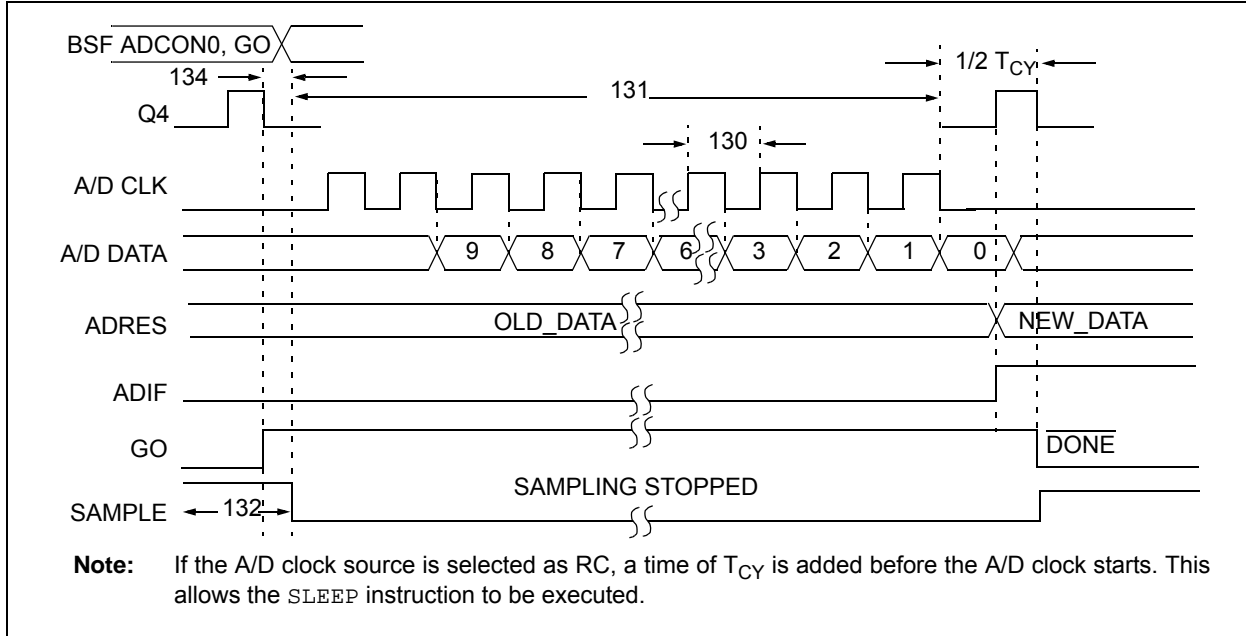 BSF ADCON0, GO
134
131
1/2 TCY
Q4
130
A/D CLK
A/D DATA
9 8 7 6 3 2 1 0
ADRES
OLD_DATA
NEW_DATA
ADIF
GO
DONE
SAMPLING STOPPED
SAMPLE
132
Note: If the A/D clock source is selected as RC, a time of TCY is added before the A/D clock starts. This
allows the SLEEP instruction to be executed.